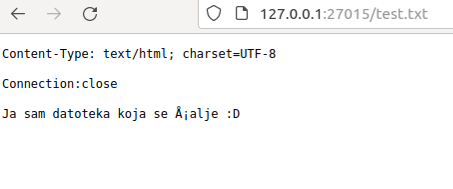 127.0.0.1:27015/test.txt
Content-Type: text/html; charset=UTF-8
Connection:close
Ja sam datoteka koja se Å¡alje :D